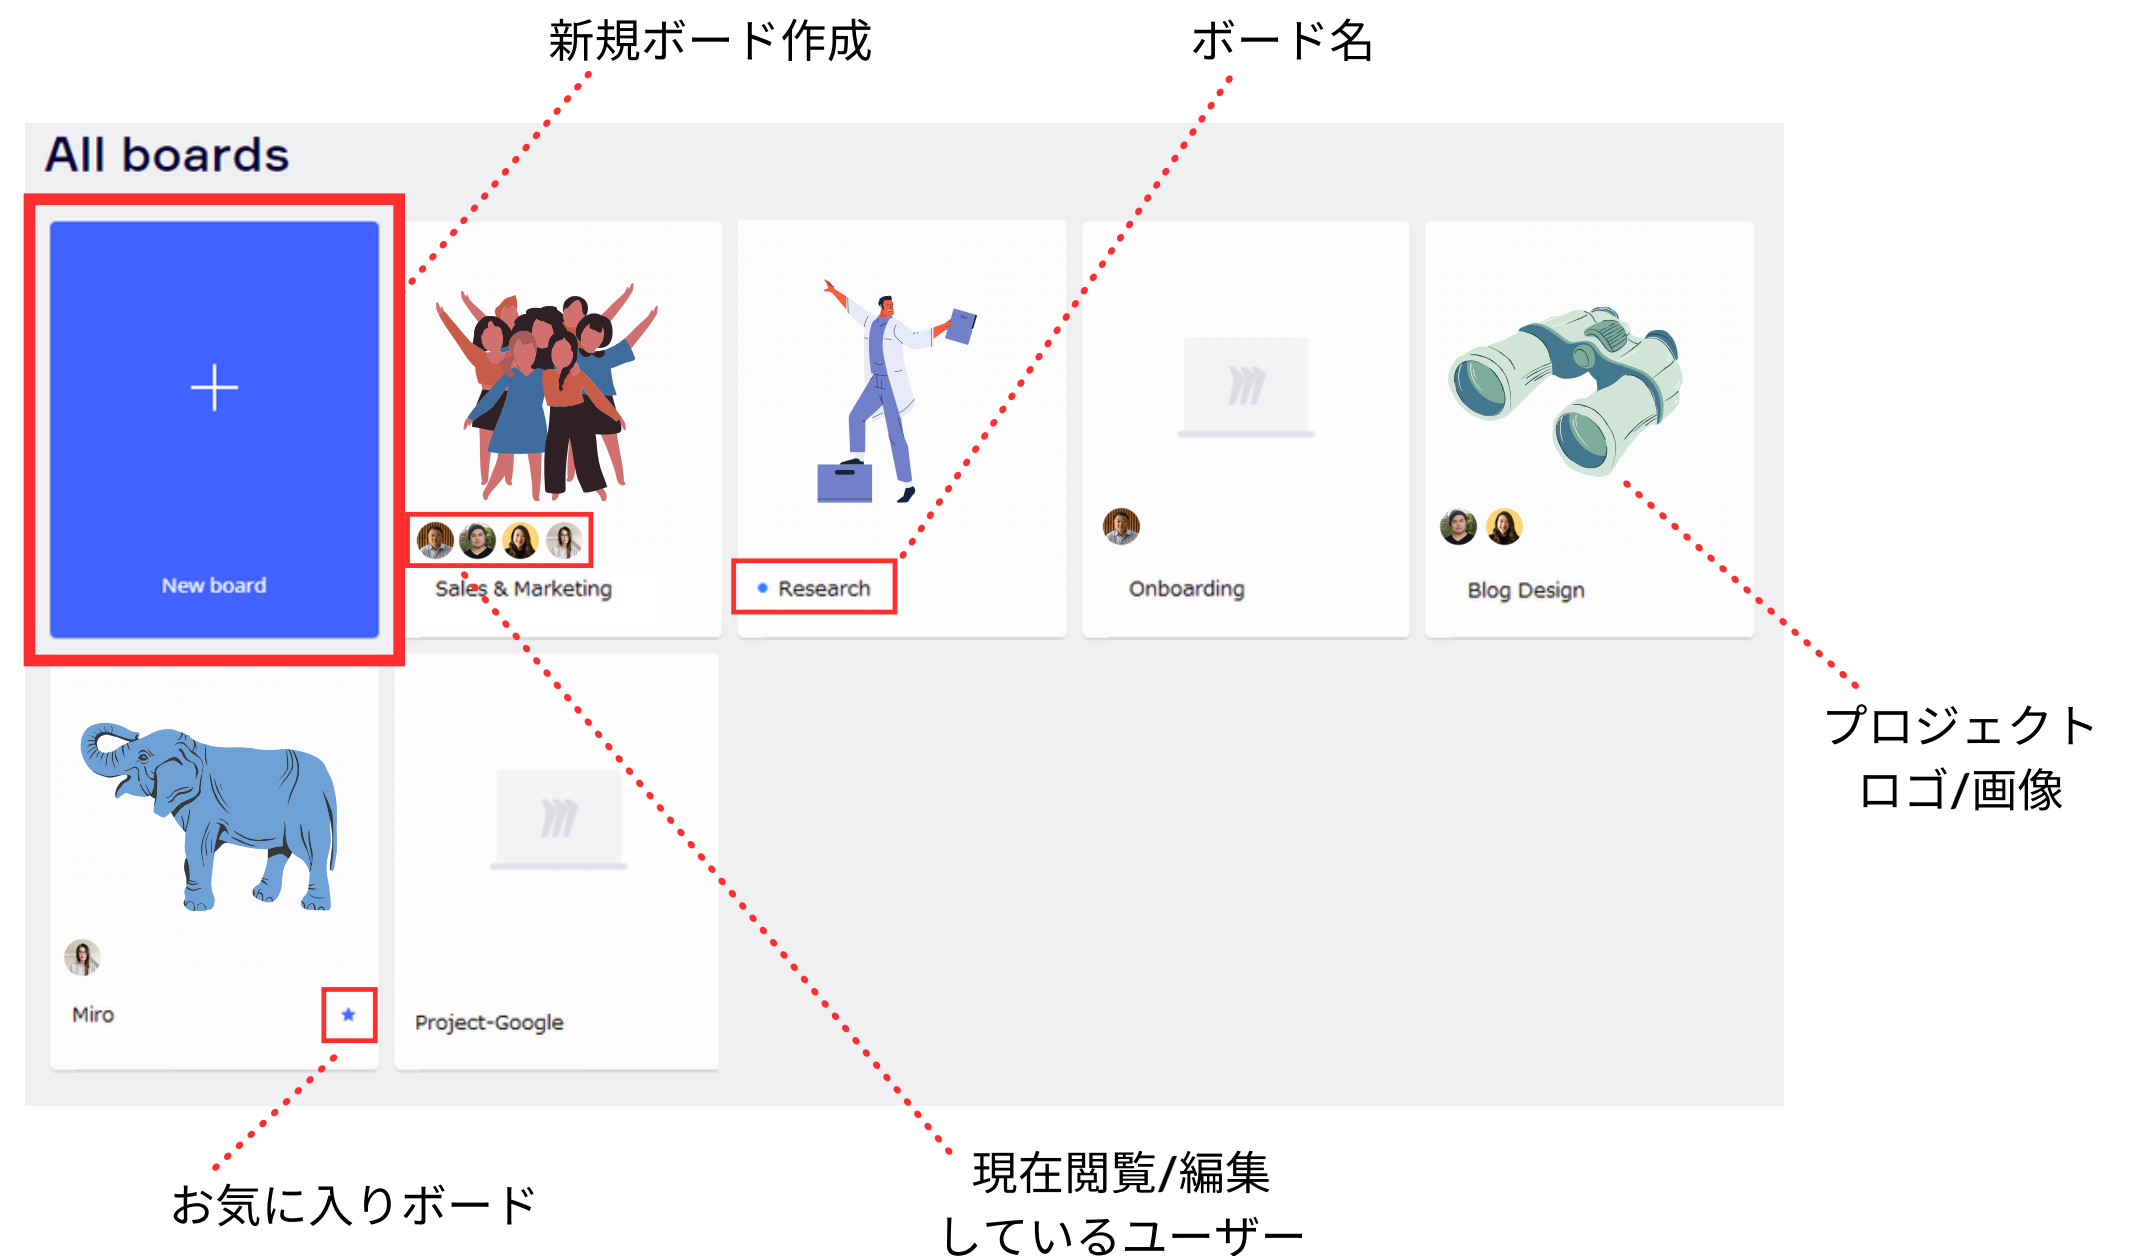 新規ボード作成
ボード名
All boards
New board
Sales & Marketing
Research
Onboarding
Blog Design
プロジェクト
ロゴ/画像
Miro
Project-Google
お気に入りボード
現在閲覧/編集
しているユーザー